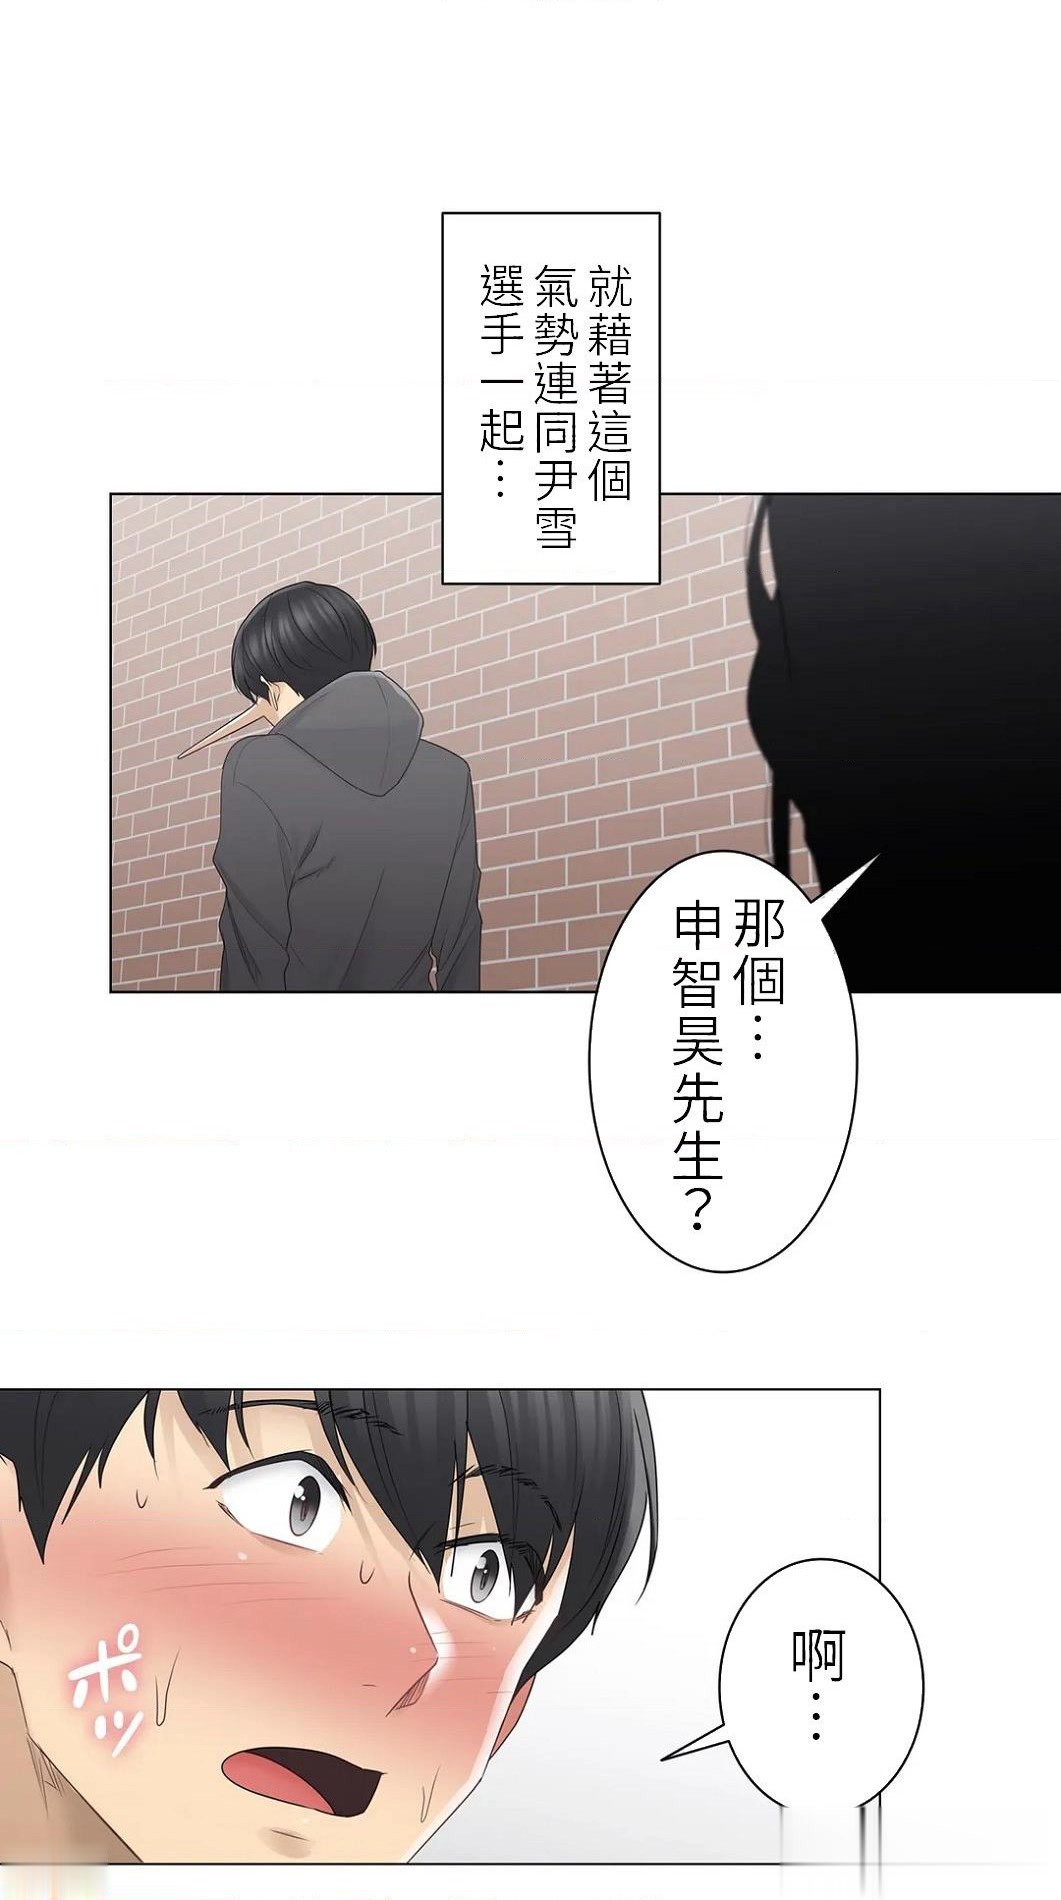 就藉著這個
氣勢連同尹雪
選手一起…
那個…
申智昊先生？
啊…
ポッ